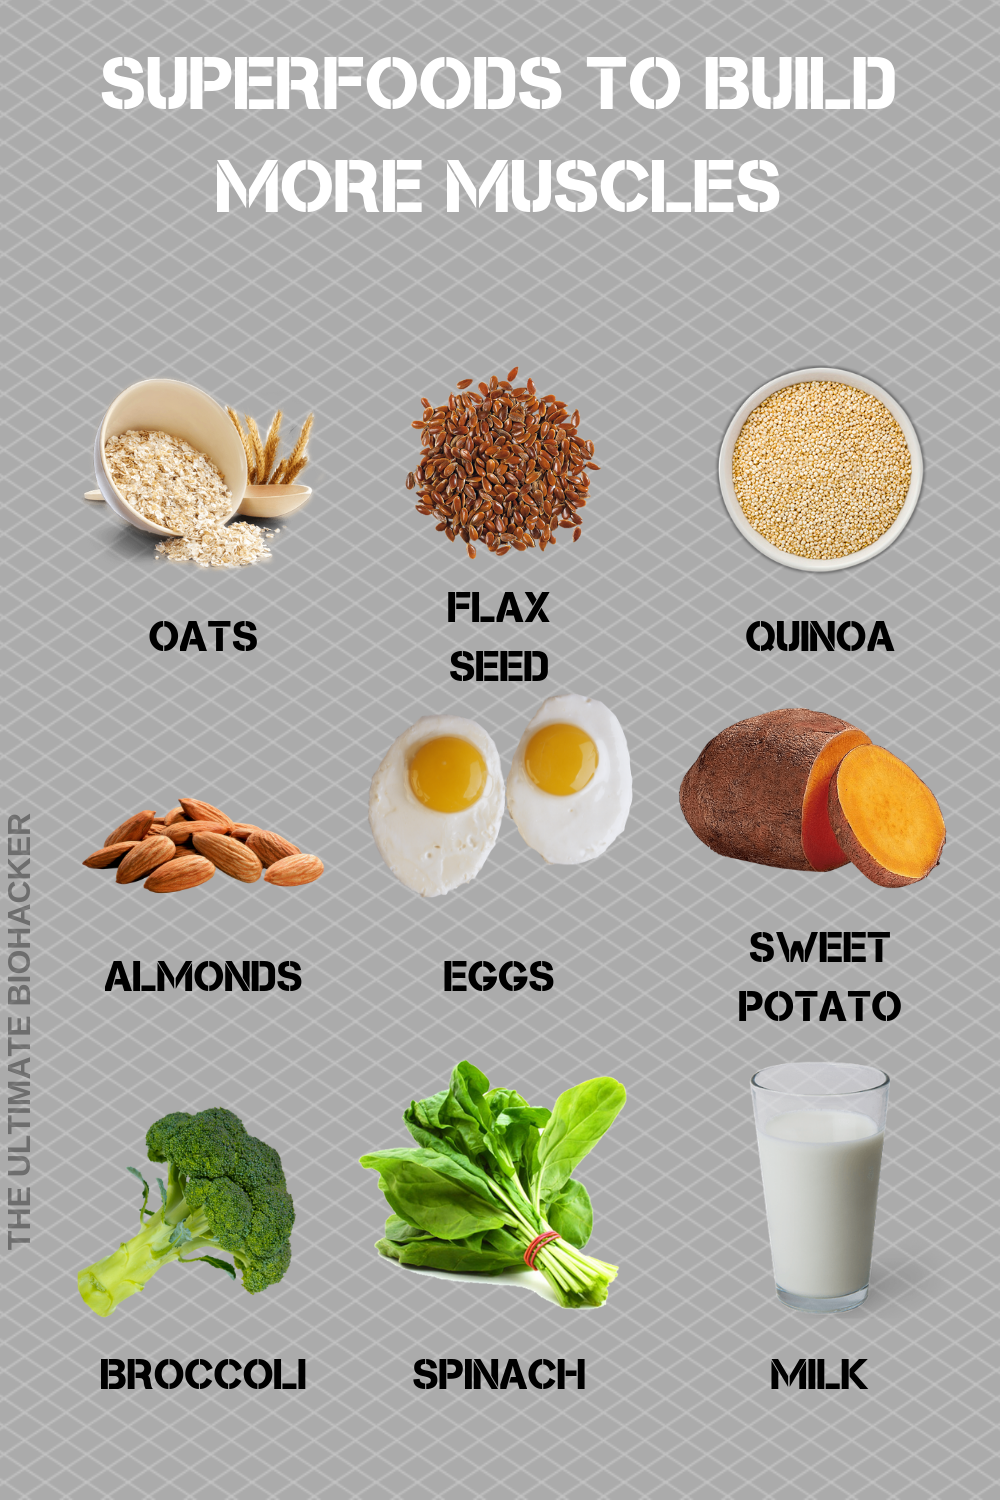 SUPERFOODS TO BUILD
MORE MUSCLES
OATS
FLAX
SEED
QUINOA
ALMONDS
EGGS
SWEET
POTATO
BROCCOLI
SPINACH
MILK
THE ULTIMATE BIOHACKER